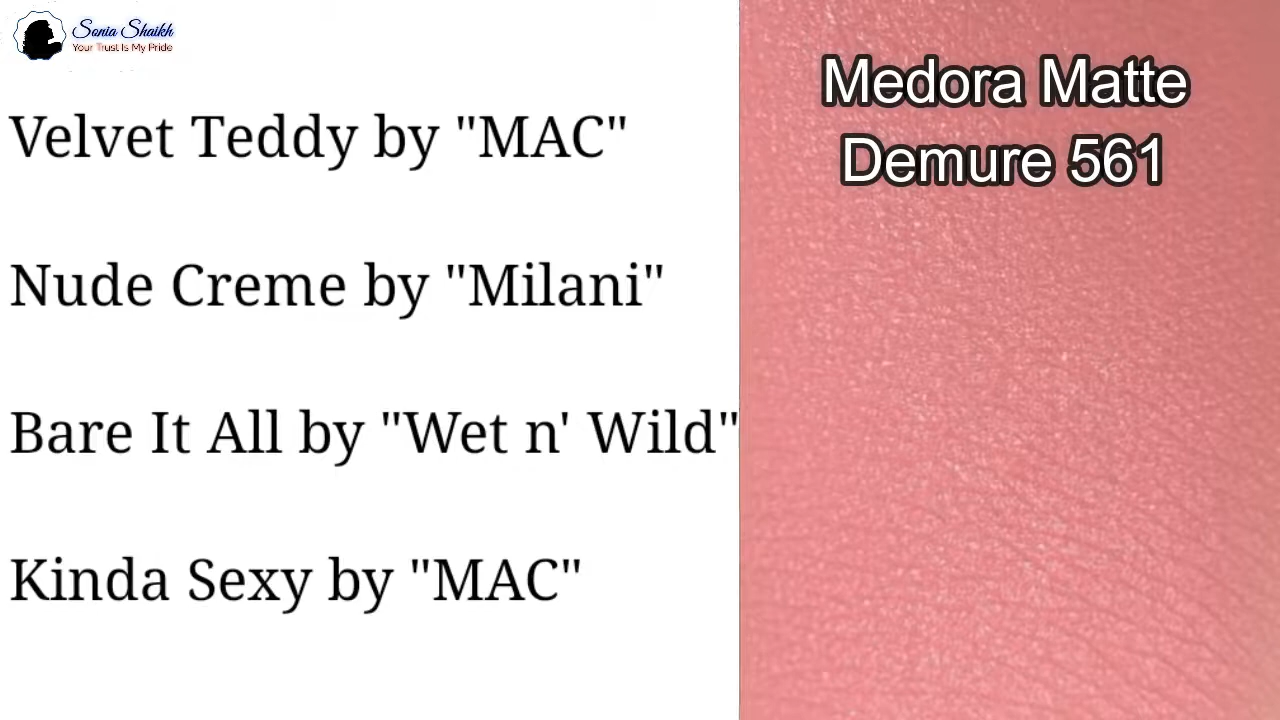 Sonia Shaikh
Your Trust Is My Pride
Velvet Teddy by "MAC"
Nude Creme by "Milani"
Bare It All by "Wet n' Wild"
Kinda Sexy by "MAC"
Medora Matte
Demure 561